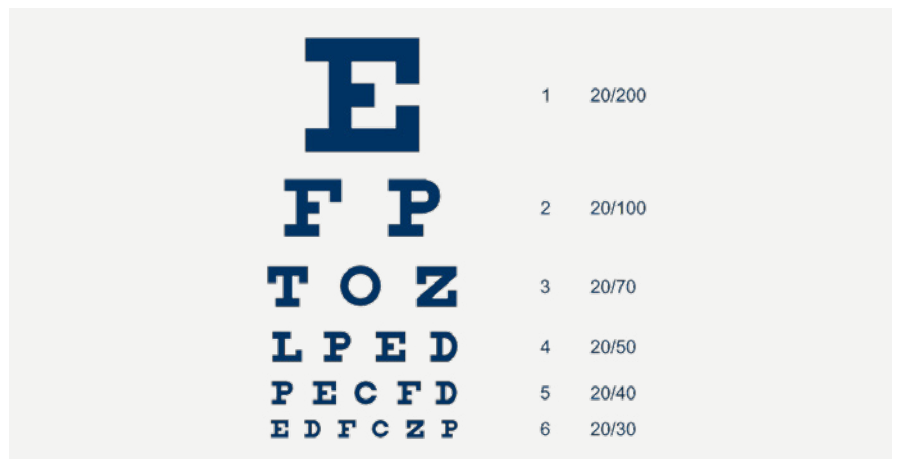 E 1 20/200
F P 2 20/100
T O Z 3 20/70
L P E D 4 20/50
P E C F D 5 20/40
E D F C Z P 6 20/30